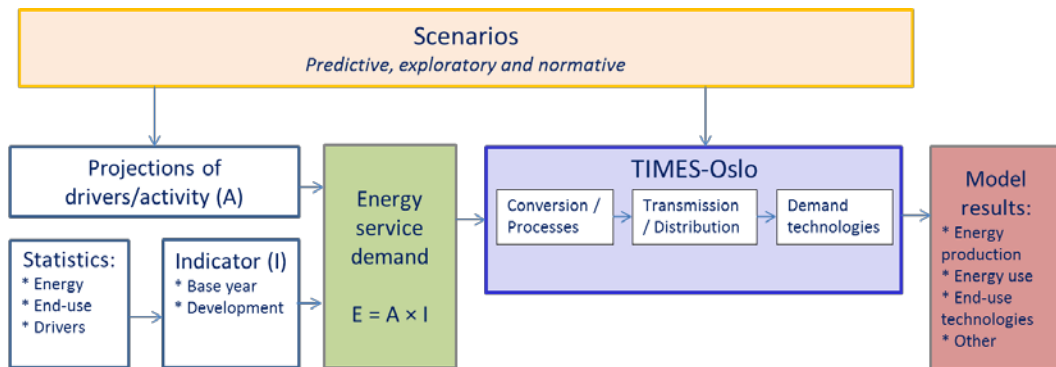 Scenarios
Predictive, exploratory and normative
Projections of
drivers/activity (A)
Statistics:
* Energy
* End-use
* Drivers
Indicator (I)
* Base year
* Development
Energy
service
demand
E = A × I
TIMES-Oslo
Conversion /
Processes
Transmission
/ Distribution
Demand
technologies
Model
results:
* Energy
production
* Energy use
* End-use
technologies
* Other